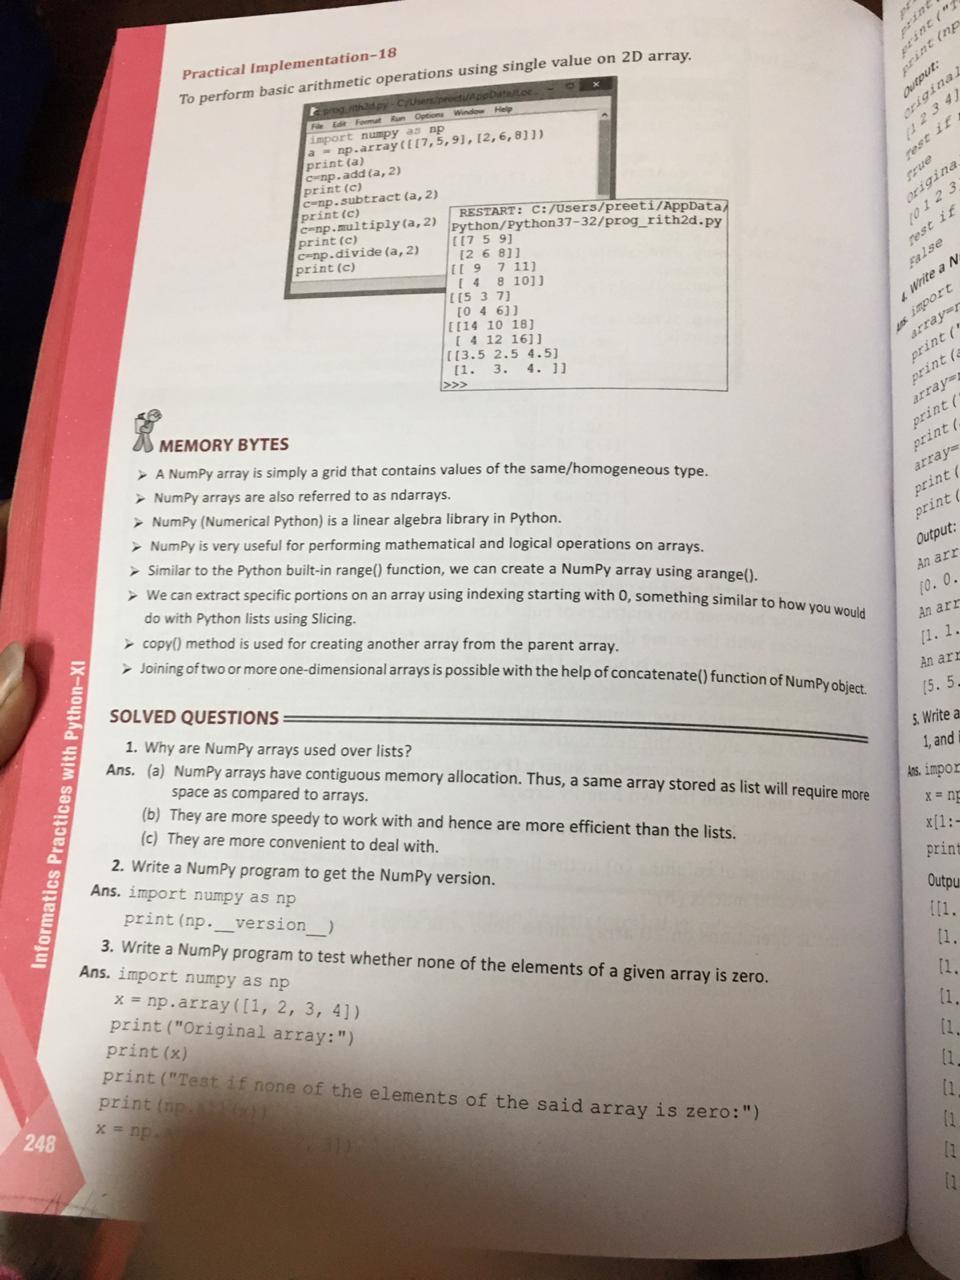 Practical Implementation–18
To perform basic arithmetic operations using single value on 2D array.
prog_rith2d.py - C:/Users/preeti/AppData/Loc...
File Edit Format Run Options Window Help
import numpy as np
a = np.array([[7,5,9],[2,6,8]])
print(a)
c=np.add(a,2)
print(c)
c=np.subtract(a,2)
print(c)
c=np.multiply(a,2)
print(c)
c=np.divide(a,2)
print(c)
RESTART: C:/Users/preeti/AppData/
Python/Python37-32/prog_rith2d.py
[[7 5 9]
[2 6 8]]
[[ 9 7 11]
[ 4 8 10]]
[[5 3 7]
[0 4 6]]
[[14 10 18]
[ 4 12 16]]
[[3.5 2.5 4.5]
[1. 3. 4. ]]
>>>
MEMORY BYTES
➤ A NumPy array is simply a grid that contains values of the same/homogeneous type.
➤ NumPy arrays are also referred to as ndarrays.
➤ NumPy (Numerical Python) is a linear algebra library in Python.
➤ NumPy is very useful for performing mathematical and logical operations on arrays.
➤ Similar to the Python built-in range() function, we can create a NumPy array using arange().
➤ We can extract specific portions on an array using indexing starting with 0, something similar to how you would
do with Python lists using Slicing.
➤ copy() method is used for creating another array from the parent array.
➤ Joining of two or more one-dimensional arrays is possible with the help of concatenate() function of NumPy object.
SOLVED QUESTIONS
1. Why are NumPy arrays used over lists?
Ans. (a) NumPy arrays have contiguous memory allocation. Thus, a same array stored as list will require more
space as compared to arrays.
(b) They are more speedy to work with and hence are more efficient than the lists.
(c) They are more convenient to deal with.
2. Write a NumPy program to get the NumPy version.
Ans. import numpy as np
print(np.__version__)
3. Write a NumPy program to test whether none of the elements of a given array is zero.
Ans. import numpy as np
x = np.array([1, 2, 3, 4])
print("Original array:")
print(x)
print("Test if none of the elements of the said array is zero:")
print(np.all(x))
x = np.
Informatics Practices with Python–XI
248
print("T
print(np
Output:
Original
[1 2 3 4]
Test if
True
Origina
[0 1 2 3
Test if
False
4. Write a N
Ans. import
array=n
print("
print(a
array=
print(
print(
array=
print(
print(
Output:
An arr
[0. 0.
An arr
[1. 1.
An arr
[5. 5.
5. Write a
1, and
Ans. impor
x = np
x[1:-
print
Outpu
[[1.
[1.
[1.
[1.
[1.
[1.
[1,
[1
[1
[1